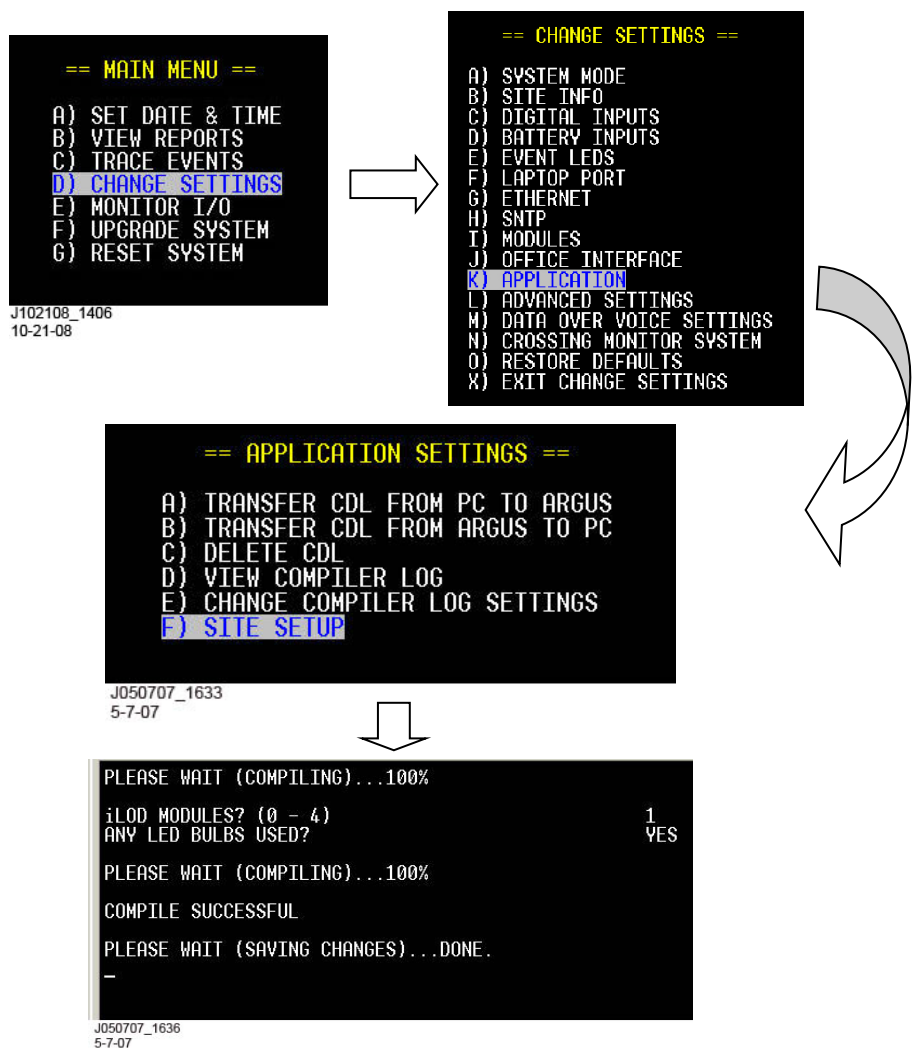 == MAIN MENU ==
A) SET DATE & TIME
B) VIEW REPORTS
C) TRACE EVENTS
D) CHANGE SETTINGS
E) MONITOR I/O
F) UPGRADE SYSTEM
G) RESET SYSTEM
J102108_1406
10-21-08
== CHANGE SETTINGS ==
A) SYSTEM MODE
B) SITE INFO
C) DIGITAL INPUTS
D) BATTERY INPUTS
E) EVENT LEDS
F) LAPTOP PORT
G) ETHERNET
H) SNTP
I) MODULES
J) OFFICE INTERFACE
K) APPLICATION
L) ADVANCED SETTINGS
M) DATA OVER VOICE SETTINGS
N) CROSSING MONITOR SYSTEM
O) RESTORE DEFAULTS
X) EXIT CHANGE SETTINGS
== APPLICATION SETTINGS ==
A) TRANSFER CDL FROM PC TO ARGUS
B) TRANSFER CDL FROM ARGUS TO PC
C) DELETE CDL
D) VIEW COMPILER LOG
E) CHANGE COMPILER LOG SETTINGS
F) SITE SETUP
J050707_1633
5-7-07
PLEASE WAIT (COMPILING)...100%
iLOD MODULES? (0 - 4) 1
ANY LED BULBS USED? YES
PLEASE WAIT (COMPILING)...100%
COMPILE SUCCESSFUL
PLEASE WAIT (SAVING CHANGES)...DONE.
_
J050707_1636
5-7-07